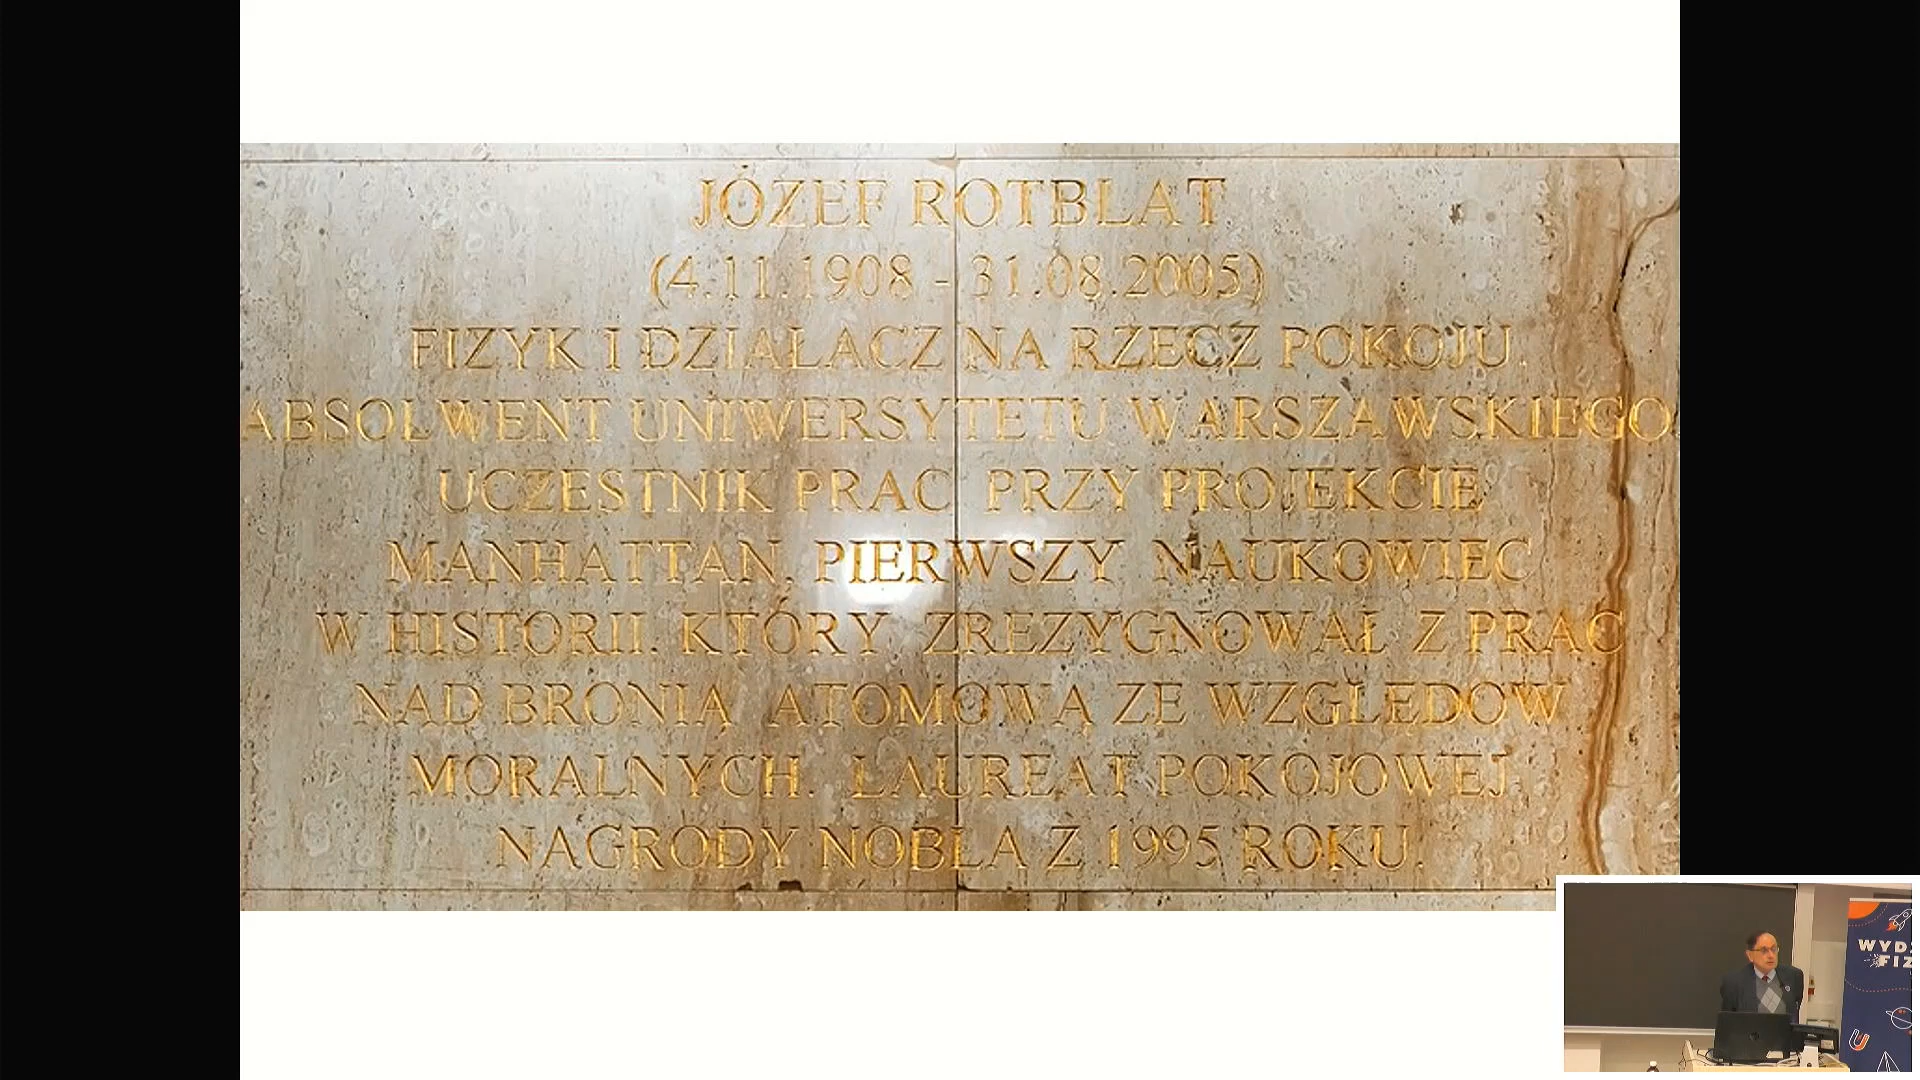 JÓZEF ROTBLAT
(4.11.1908 - 31.08.2005)
FIZYK I DZIAŁACZ NA RZECZ POKOJU.
ABSOLWENT UNIWERSYTETU WARSZAWSKIEGO.
UCZESTNIK PRAC PRZY PROJEKCIE
MANHATTAN. PIERWSZY NAUKOWIEC
W HISTORII, KTÓRY ZREZYGNOWAŁ Z PRAC
NAD BRONIĄ ATOMOWĄ ZE WZGLĘDÓW
MORALNYCH. LAUREAT POKOJOWEJ
NAGRODY NOBLA Z 1995 ROKU.
WYDZ
FIZ